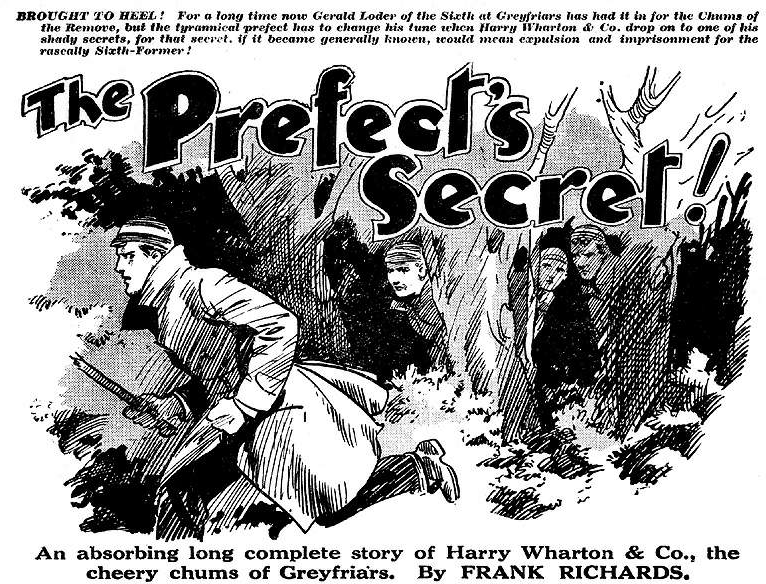 BROUGHT TO HEEL! For a long time now Gerald Loder of the Sixth at Greyfriars has had it in for the Chums of
the Remove, but the tyrannical prefect has to change his tune when Harry Wharton & Co. drop on to one of his
shady secrets, for that secret, if it became generally known, would mean expulsion and imprisonment for the
rascally Sixth-Former!
The Prefect's
Secret!
An absorbing long complete story of Harry Wharton & Co., the
cheery chums of Greyfriars. By FRANK RICHARDS.